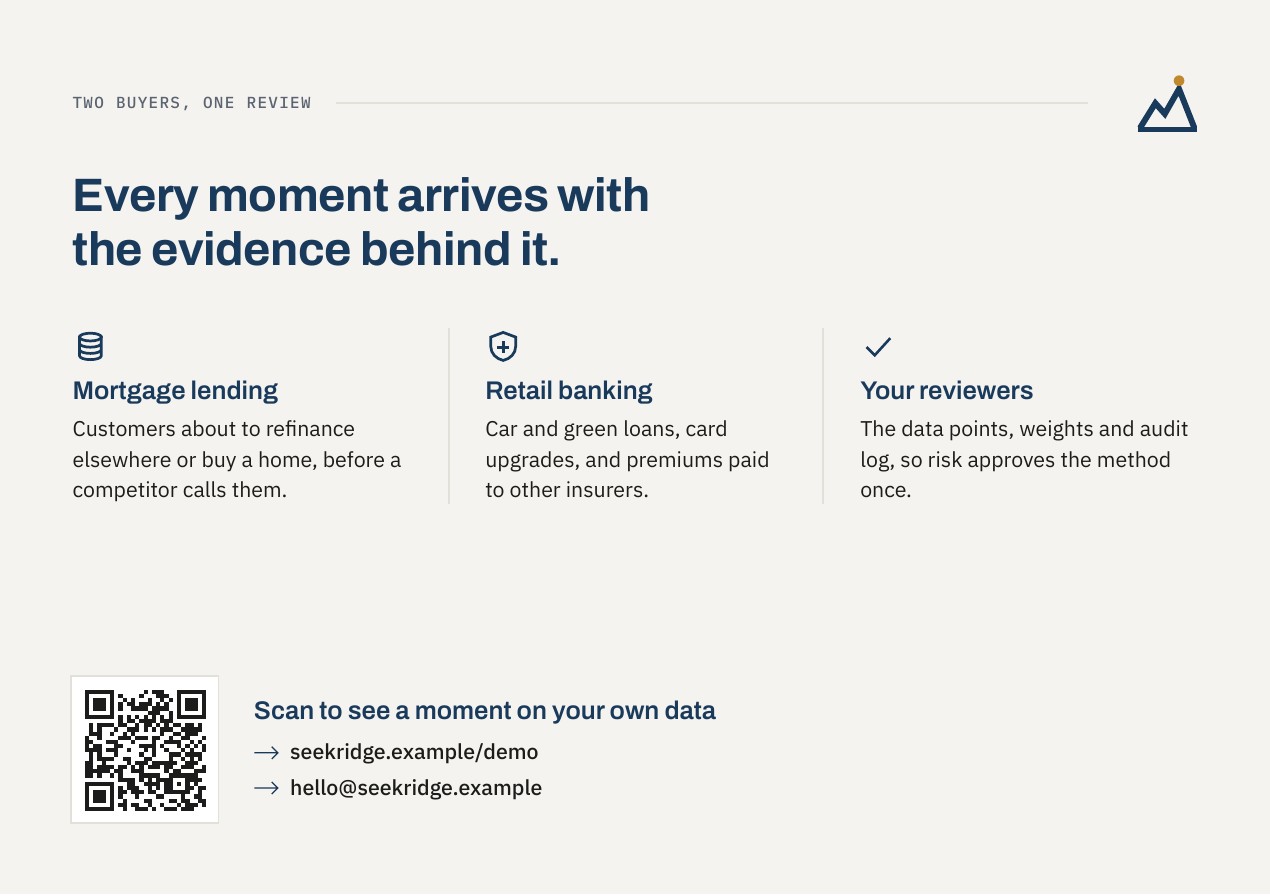 TWO BUYERS, ONE REVIEW
Every moment arrives with
the evidence behind it.
Mortgage lending
Customers about to refinance
elsewhere or buy a home, before a
competitor calls them.
Retail banking
Car and green loans, card
upgrades, and premiums paid
to other insurers.
Your reviewers
The data points, weights and audit
log, so risk approves the method
once.
Scan to see a moment on your own data
seekridge.example/demo
hello@seekridge.example